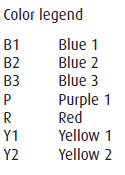 Color legend
B1 Blue 1
B2 Blue 2
B3 Blue 3
P Purple 1
R Red
Y1 Yellow 1
Y2 Yellow 2